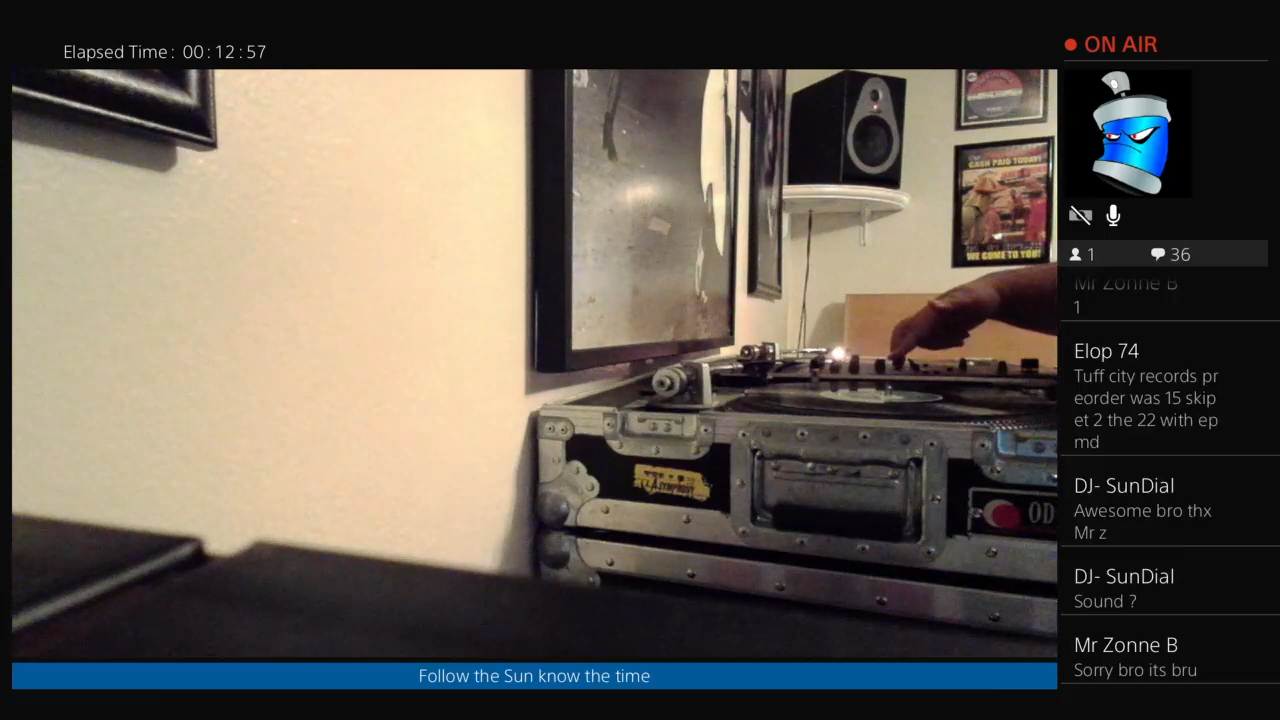 Elapsed Time: 00:12:57
ON AIR
CASH PAID TODAY!
WE COME TO YOU!
1
36
Mr Zonne B
1
Elop 74
Tuff city records pr
eorder was 15 skip
et 2 the 22 with ep
md
DJ- SunDial
Awesome bro thx
Mr z
DJ- SunDial
Sound ?
Mr Zonne B
Sorry bro its bru
OD
Follow the Sun know the time